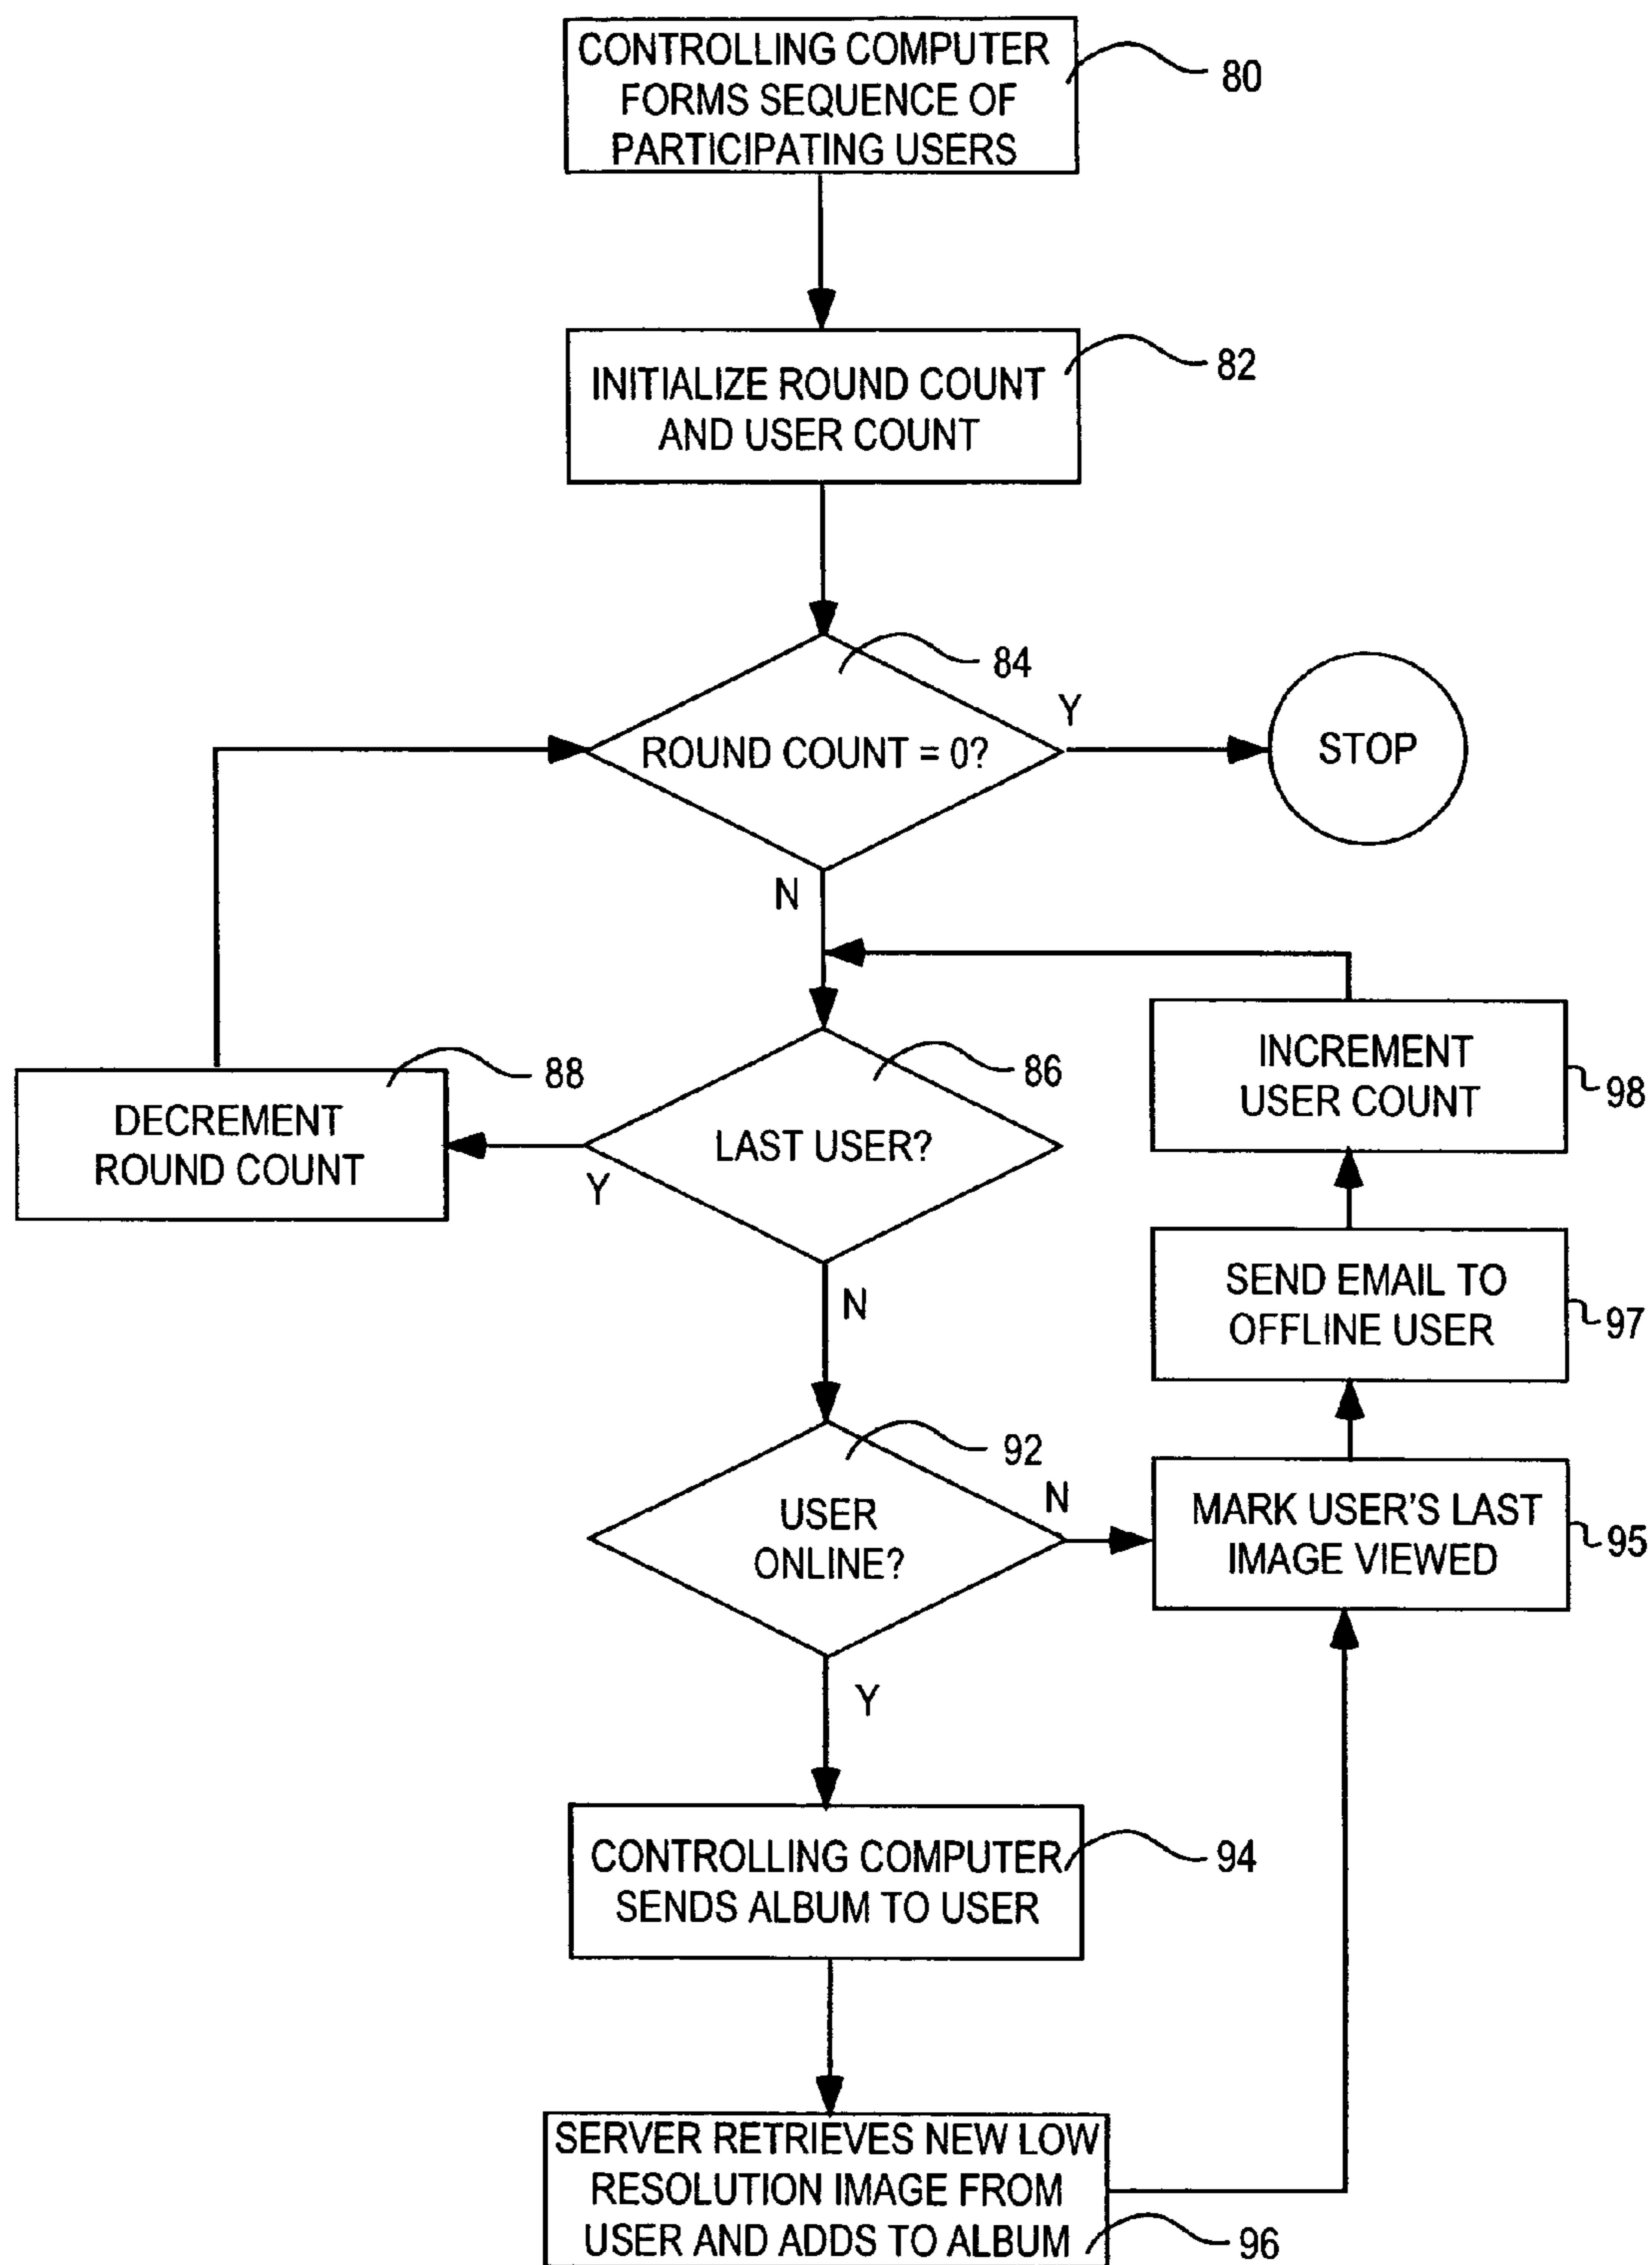 CONTROLLING COMPUTER
FORMS SEQUENCE OF
PARTICIPATING USERS
80
INITIALIZE ROUND COUNT
AND USER COUNT
82
84
ROUND COUNT = 0?
Y
STOP
N
88
DECREMENT
ROUND COUNT
86
LAST USER?
Y
N
INCREMENT
USER COUNT
98
SEND EMAIL TO
OFFLINE USER
97
92
USER
ONLINE?
N
Y
MARK USER'S LAST
IMAGE VIEWED
95
CONTROLLING COMPUTER
SENDS ALBUM TO USER
94
SERVER RETRIEVES NEW LOW
RESOLUTION IMAGE FROM
USER AND ADDS TO ALBUM
96